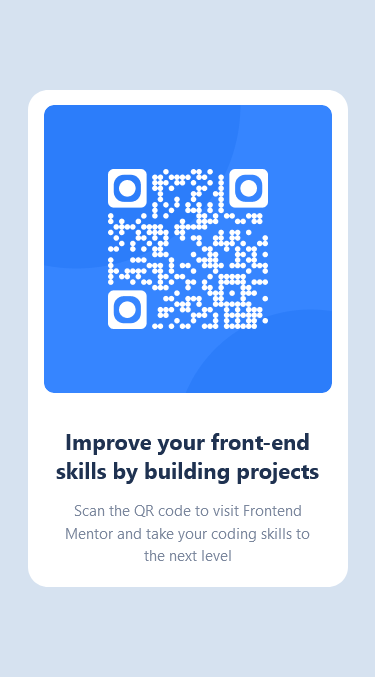 Improve your front-end
skills by building projects
Scan the QR code to visit Frontend
Mentor and take your coding skills to
the next level